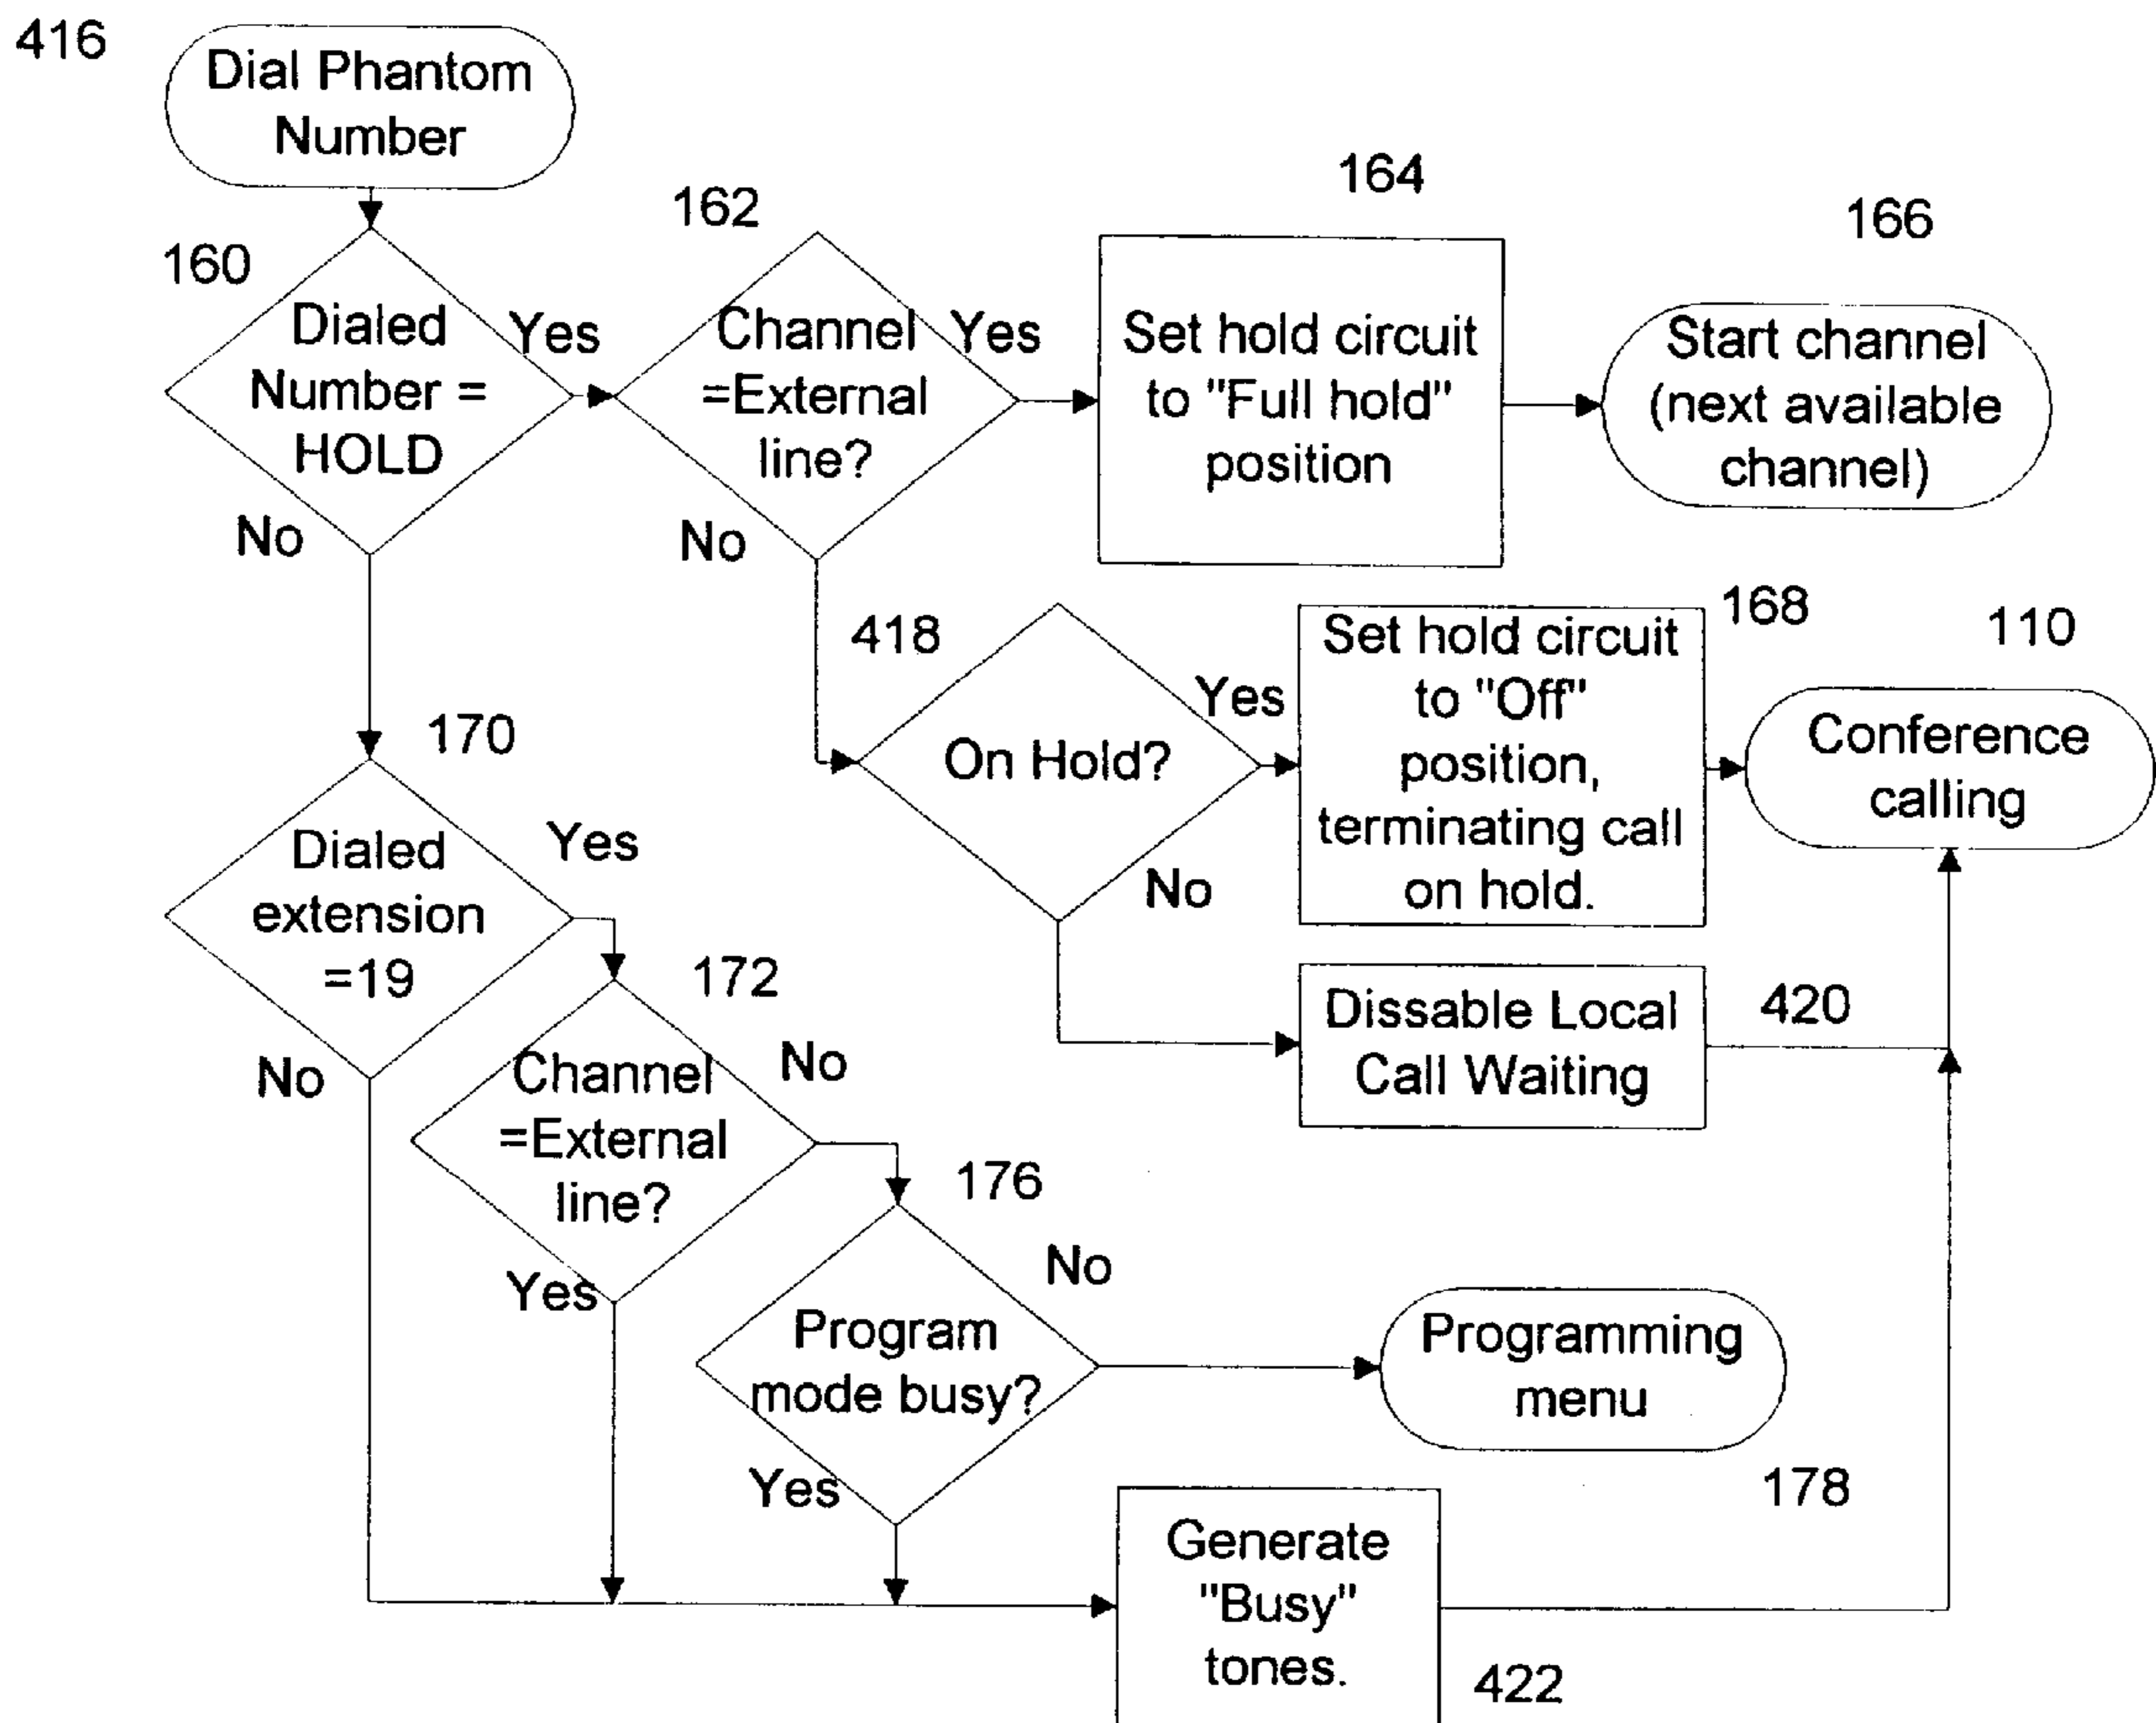 416
Dial Phantom
Number
160
Dialed
Number =
HOLD
Yes
No
162
Channel
=External
line?
Yes
No
164
Set hold circuit
to "Full hold"
position
166
Start channel
(next available
channel)
418
On Hold?
Yes
No
168
Set hold circuit
to "Off"
position,
terminating call
on hold.
110
Conference
calling
Dissable Local
Call Waiting
420
170
Dialed
extension
=19
Yes
No
172
Channel
=External
line?
No
Yes
176
Program
mode busy?
No
Yes
Programming
menu
178
Generate
"Busy"
tones.
422